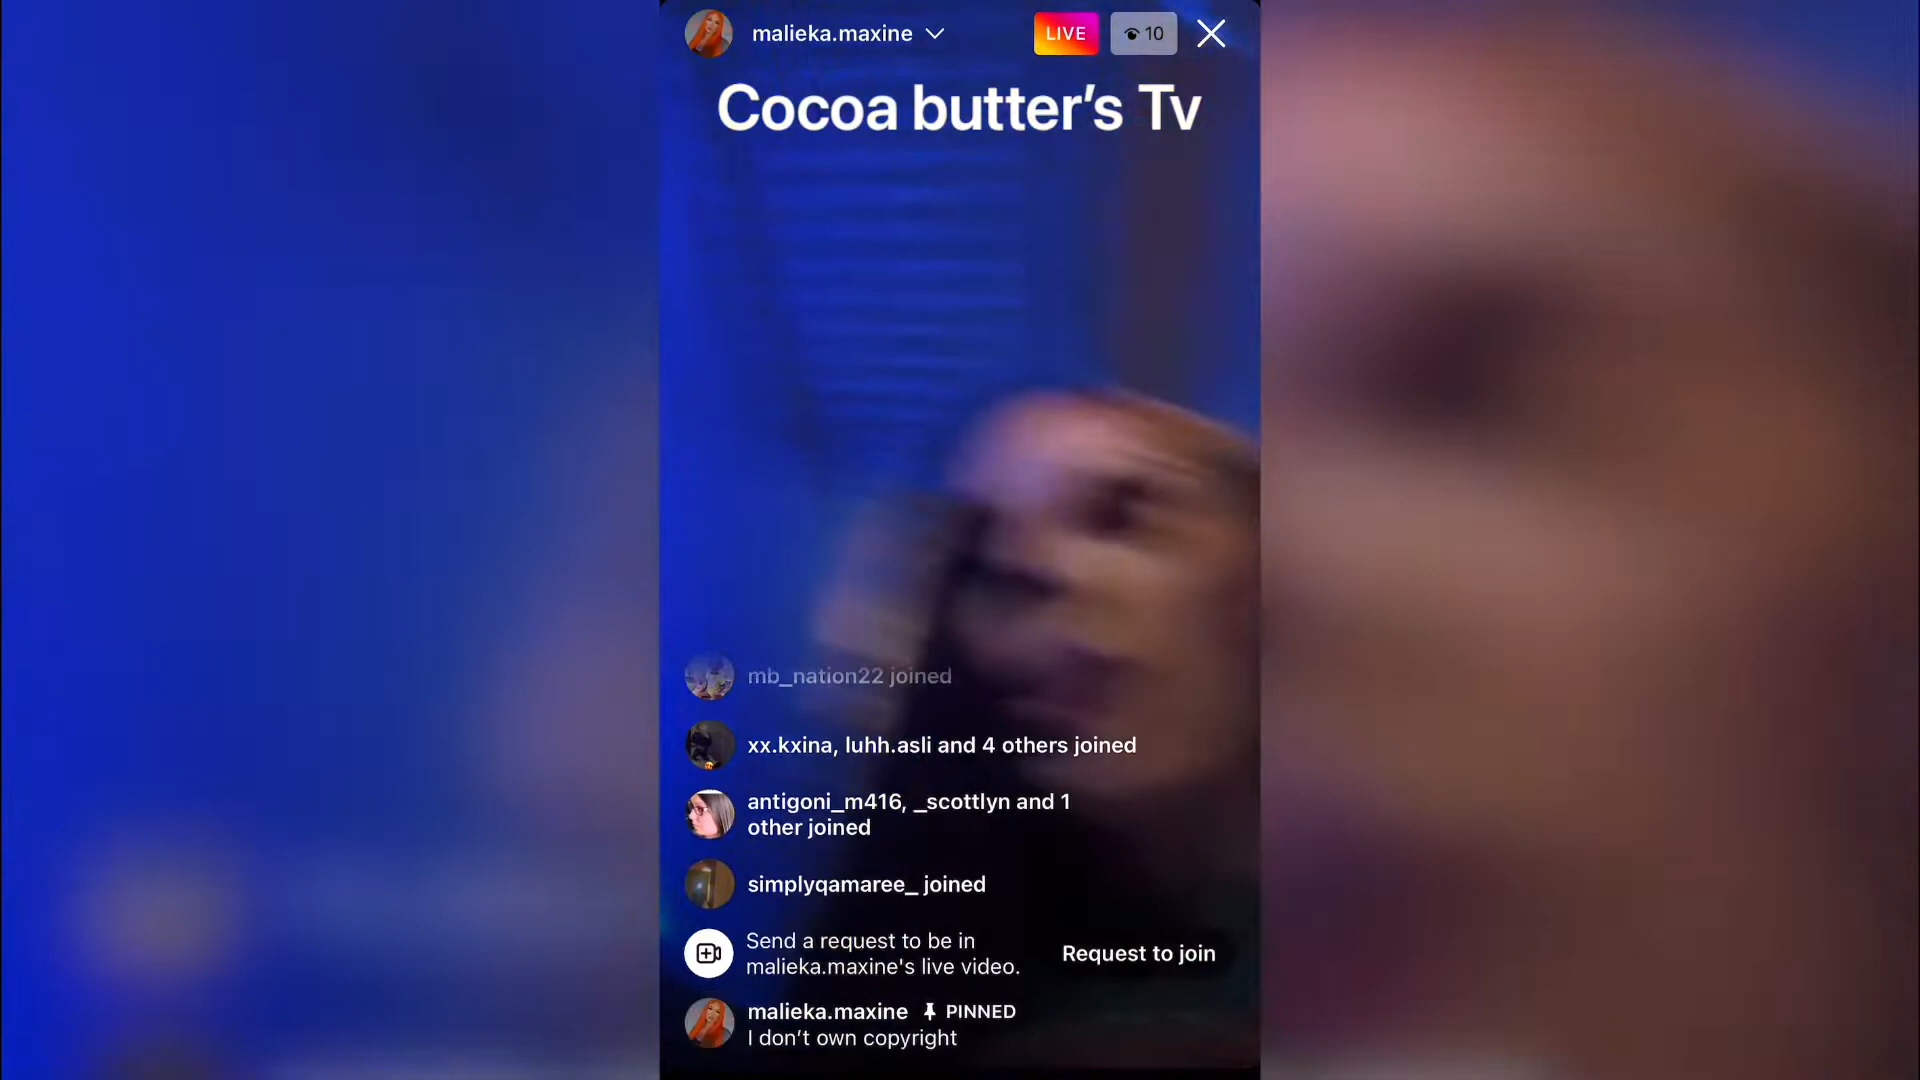 malieka.maxine
LIVE
10
Cocoa butter’s Tv
mb_nation22 joined
xx.kxina, luhh.asli and 4 others joined
antigoni_m416, _scottlyn and 1
other joined
simplyqamaree_ joined
Send a request to be in
malieka.maxine's live video.
Request to join
malieka.maxine PINNED
I don’t own copyright